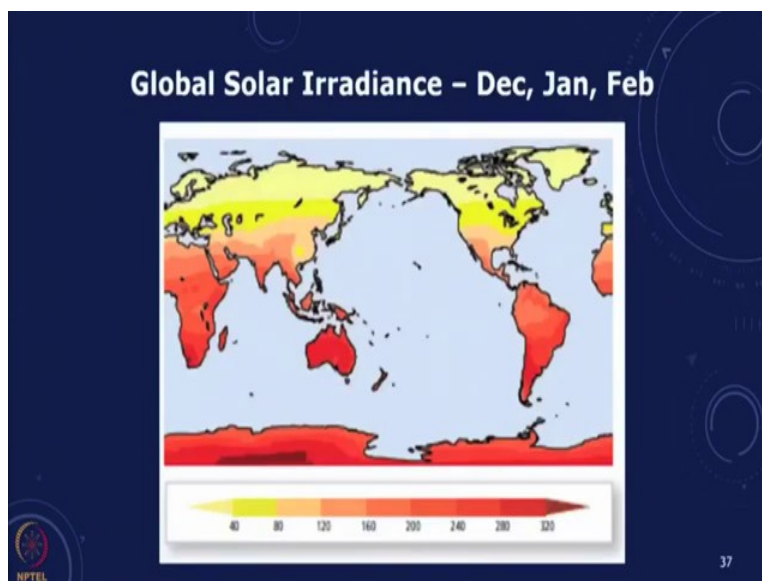 Global Solar Irradiance – Dec, Jan, Feb
40 80 120 160 200 240 280 320
NPTEL
37